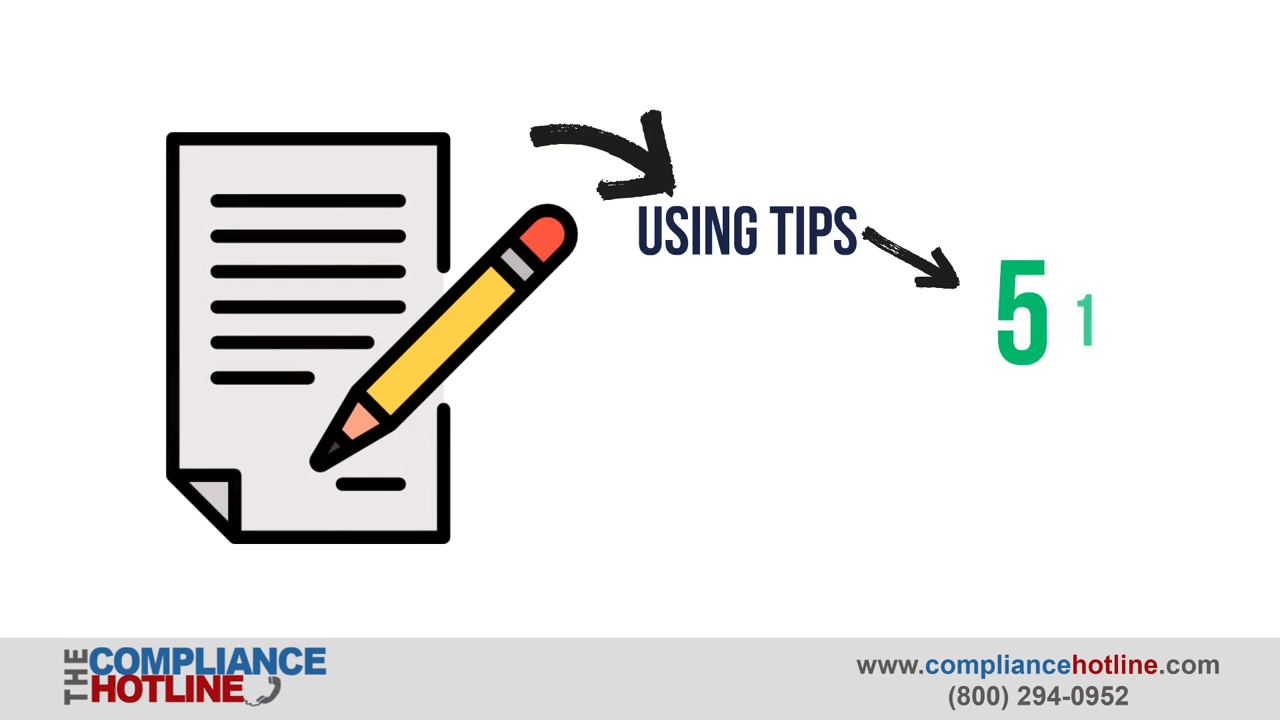 USING TIPS
5 1
THE COMPLIANCE
HOTLINE
www.compliancehotline.com
(800) 294-0952